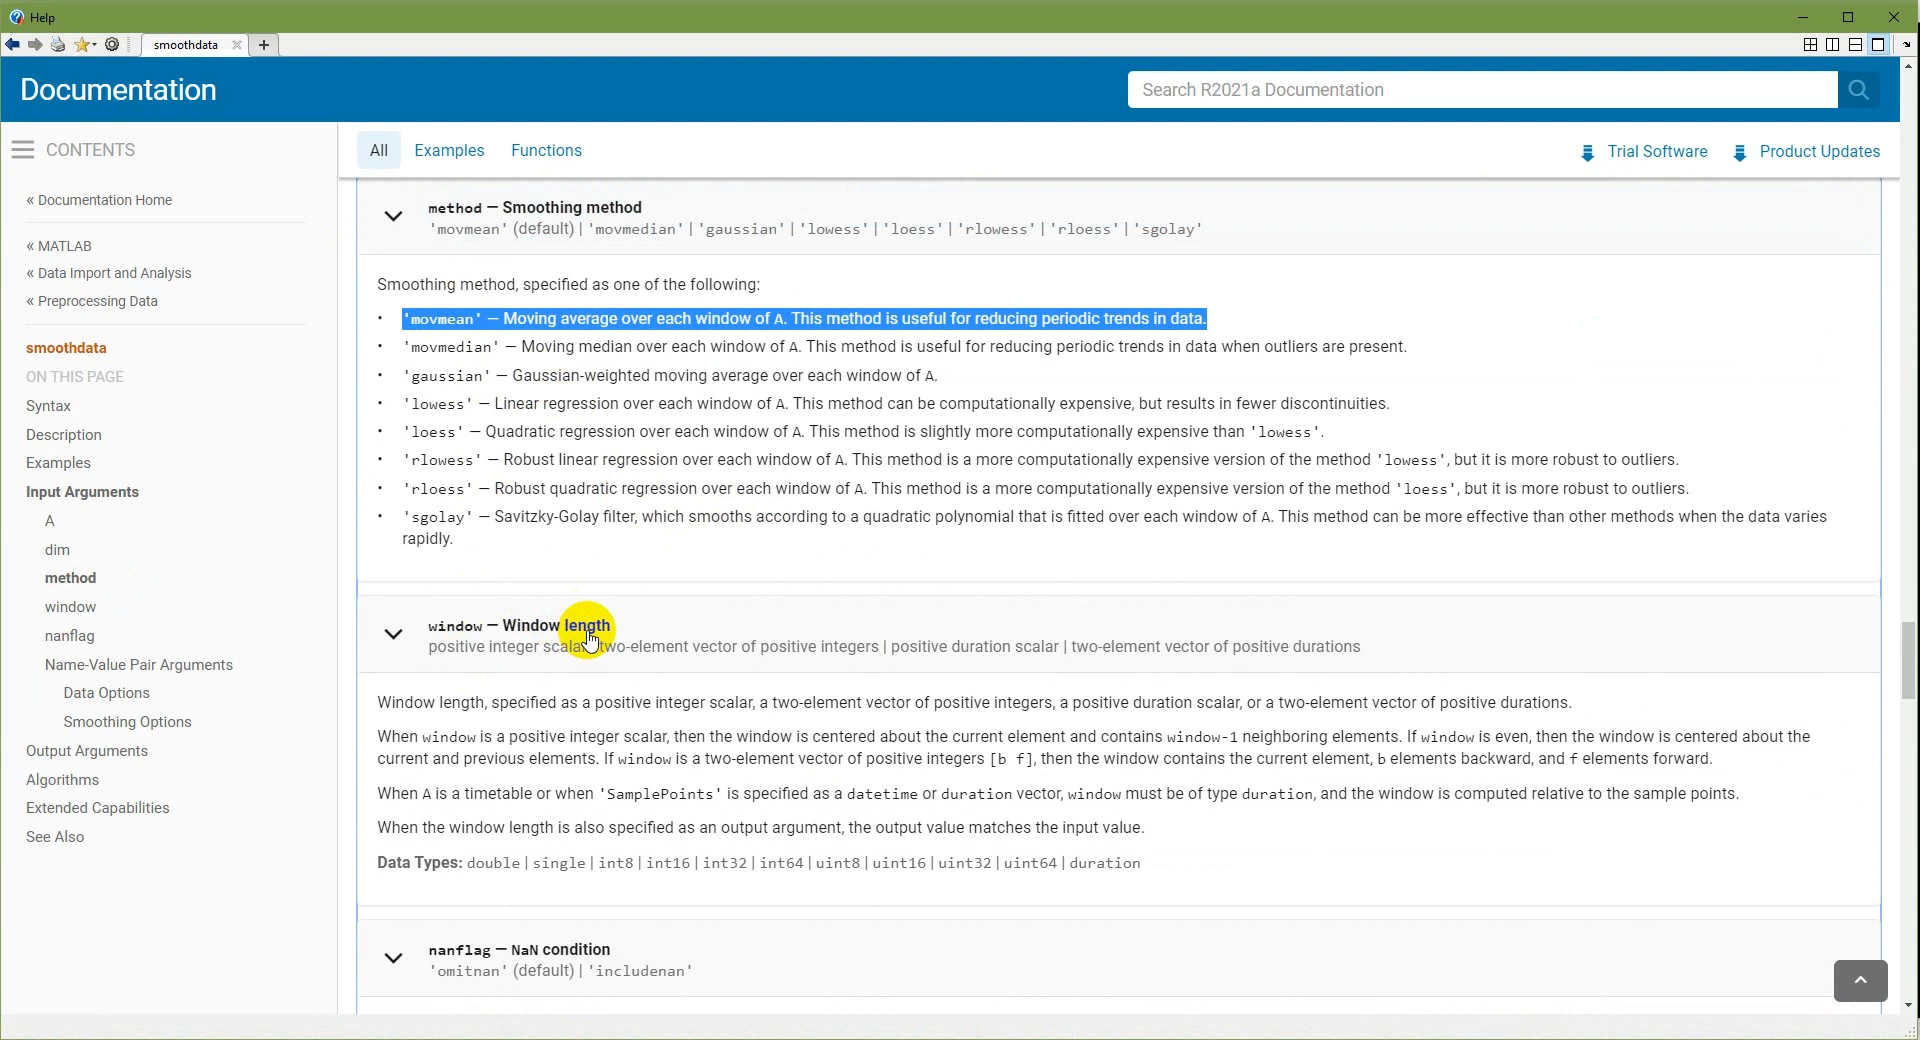 Help
smoothdata
Documentation
Search R2021a Documentation
CONTENTS
All Examples Functions
Trial Software Product Updates
« Documentation Home
« MATLAB
« Data Import and Analysis
« Preprocessing Data
smoothdata
ON THIS PAGE
Syntax
Description
Examples
Input Arguments
A
dim
method
window
nanflag
Name-Value Pair Arguments
Data Options
Smoothing Options
Output Arguments
Algorithms
Extended Capabilities
See Also
method — Smoothing method
'movmean' (default) | 'movmedian' | 'gaussian' | 'lowess' | 'loess' | 'rlowess' | 'rloess' | 'sgolay'
Smoothing method, specified as one of the following:
• 'movmean' — Moving average over each window of A. This method is useful for reducing periodic trends in data.
• 'movmedian' — Moving median over each window of A. This method is useful for reducing periodic trends in data when outliers are present.
• 'gaussian' — Gaussian-weighted moving average over each window of A.
• 'lowess' — Linear regression over each window of A. This method can be computationally expensive, but results in fewer discontinuities.
• 'loess' — Quadratic regression over each window of A. This method is slightly more computationally expensive than 'lowess'.
• 'rlowess' — Robust linear regression over each window of A. This method is a more computationally expensive version of the method 'lowess', but it is more robust to outliers.
• 'rloess' — Robust quadratic regression over each window of A. This method is a more computationally expensive version of the method 'loess', but it is more robust to outliers.
• 'sgolay' — Savitzky-Golay filter, which smooths according to a quadratic polynomial that is fitted over each window of A. This method can be more effective than other methods when the data varies
rapidly.
window — Window length
positive integer scalar | two-element vector of positive integers | positive duration scalar | two-element vector of positive durations
Window length, specified as a positive integer scalar, a two-element vector of positive integers, a positive duration scalar, or a two-element vector of positive durations.
When window is a positive integer scalar, then the window is centered about the current element and contains window-1 neighboring elements. If window is even, then the window is centered about the
current and previous elements. If window is a two-element vector of positive integers [b f], then the window contains the current element, b elements backward, and f elements forward.
When A is a timetable or when 'SamplePoints' is specified as a datetime or duration vector, window must be of type duration, and the window is computed relative to the sample points.
When the window length is also specified as an output argument, the output value matches the input value.
Data Types: double | single | int8 | int16 | int32 | int64 | uint8 | uint16 | uint32 | uint64 | duration
nanflag — NaN condition
'omitnan' (default) | 'includenan'